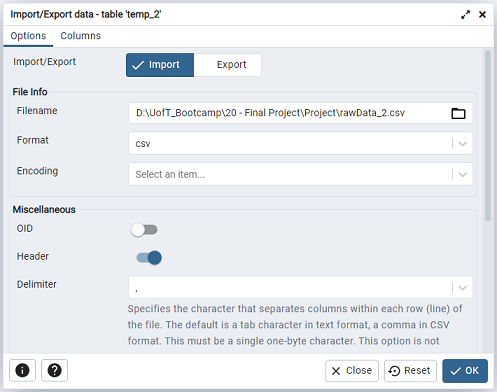 Import/Export data - table 'temp_2'
Options Columns
Import/Export Import Export
File Info
Filename D:\UofT_Bootcamp\20 - Final Project\Project\rawData_2.csv
Format csv
Encoding Select an item...
Miscellaneous
OID
Header
Delimiter ,
Specifies the character that separates columns within each row (line) of
the file. The default is a tab character in text format, a comma in CSV
format. This must be a single one-byte character. This option is not
Close Reset OK